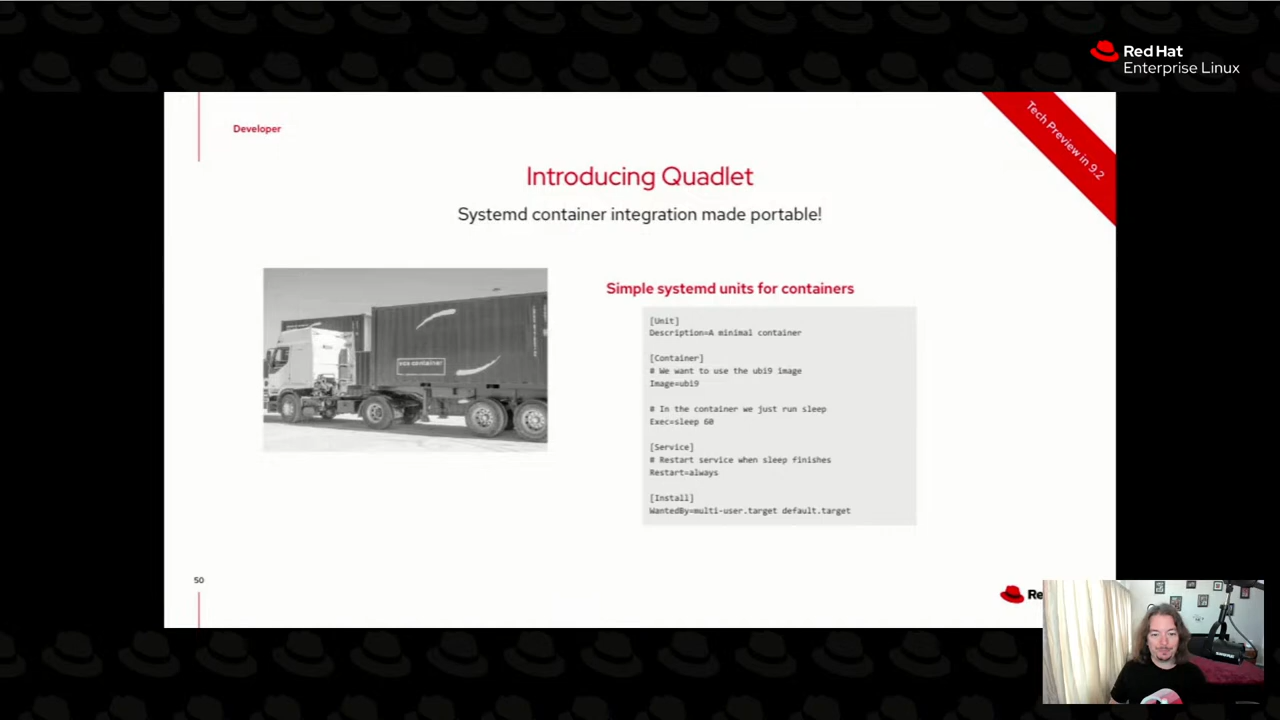 Red Hat
Enterprise Linux
Developer
Tech Preview in 9.2
Introducing Quadlet
Systemd container integration made portable!
Simple systemd units for containers
[Unit]
Description=A minimal container
[Container]
# We want to use the ubi9 image
Image=ubi9
# In the container we just run sleep
Exec=sleep 60
[Service]
# Restart service when sleep finishes
Restart=always
[Install]
WantedBy=multi-user.target default.target
50
Re